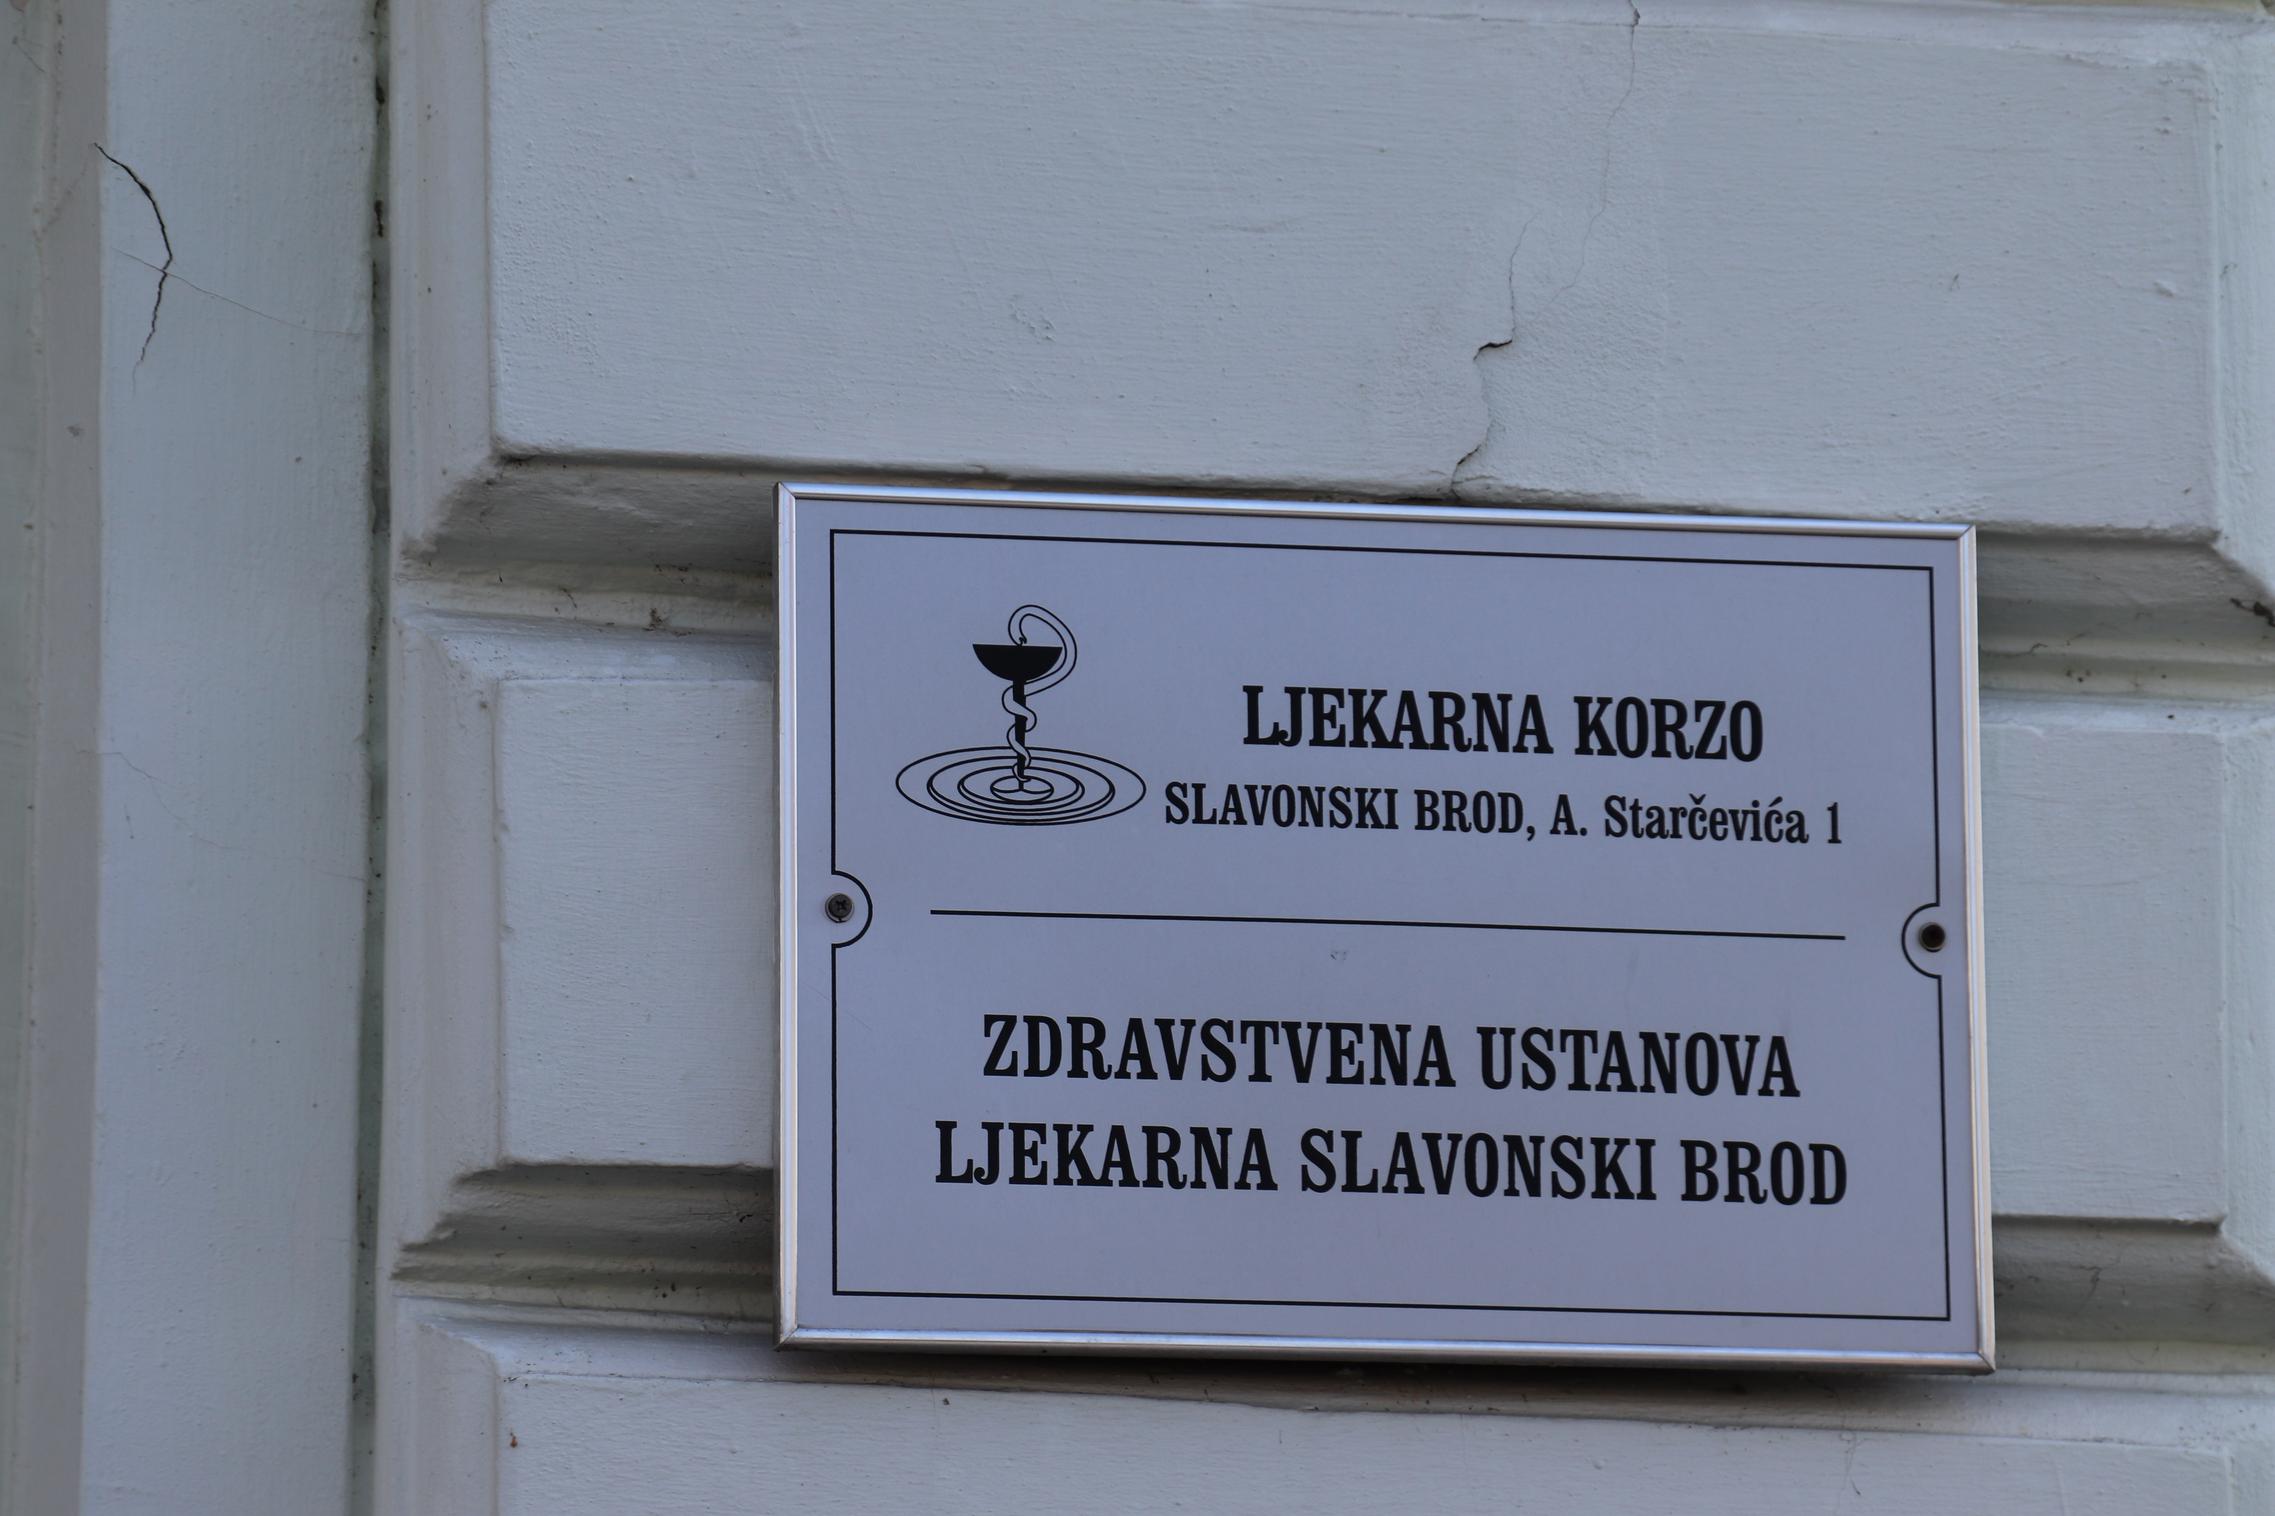 LJEKARNA KORZO
SLAVONSKI BROD, A. Starčevića 1
ZDRAVSTVENA USTANOVA
LJEKARNA SLAVONSKI BROD